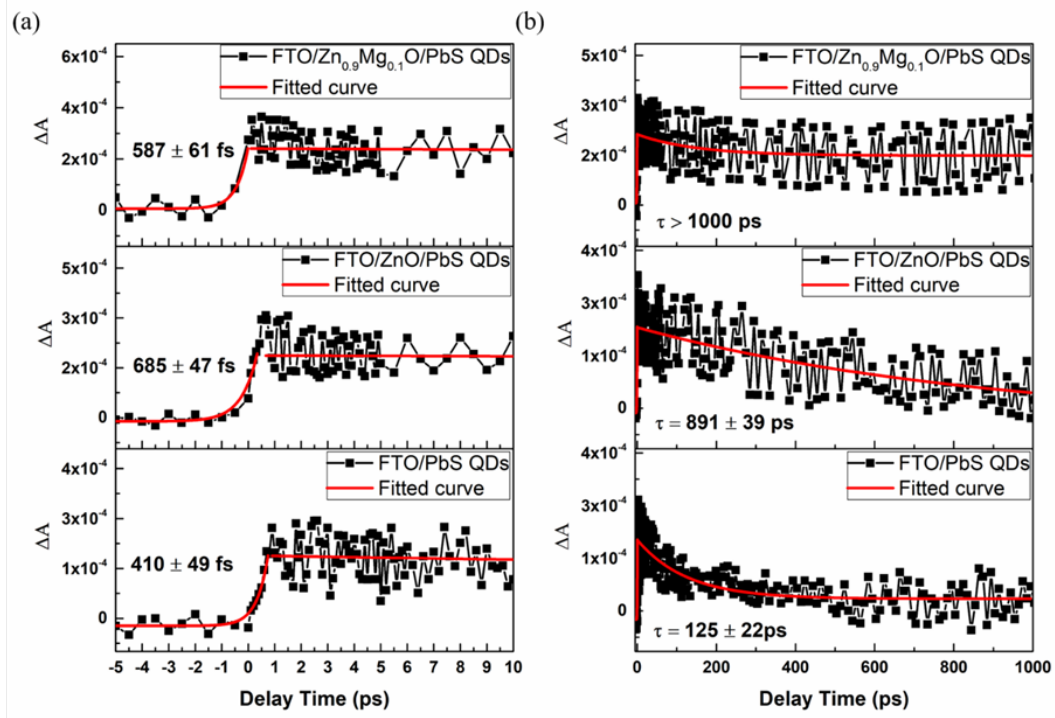 (a)
6x10⁻⁴
4x10⁻⁴
2x10⁻⁴
0
ΔA
FTO/Zn₀.₉Mg₀.₁O/PbS QDs
Fitted curve
587 ± 61 fs
5x10⁻⁴
3x10⁻⁴
2x10⁻⁴
0
ΔA
FTO/ZnO/PbS QDs
Fitted curve
685 ± 47 fs
4x10⁻⁴
3x10⁻⁴
1x10⁻⁴
0
ΔA
FTO/PbS QDs
Fitted curve
410 ± 49 fs
-5 -4 -3 -2 -1 0 1 2 3 4 5 6 7 8 9 10
Delay Time (ps)
(b)
5x10⁻⁴
3x10⁻⁴
2x10⁻⁴
0
ΔA
FTO/Zn₀.₉Mg₀.₁O/PbS QDs
Fitted curve
τ > 1000 ps
4x10⁻⁴
3x10⁻⁴
1x10⁻⁴
0
ΔA
FTO/ZnO/PbS QDs
Fitted curve
τ = 891 ± 39 ps
4x10⁻⁴
3x10⁻⁴
1x10⁻⁴
0
ΔA
FTO/PbS QDs
Fitted curve
τ = 125 ± 22ps
0 200 400 600 800 1000
Delay Time (ps)